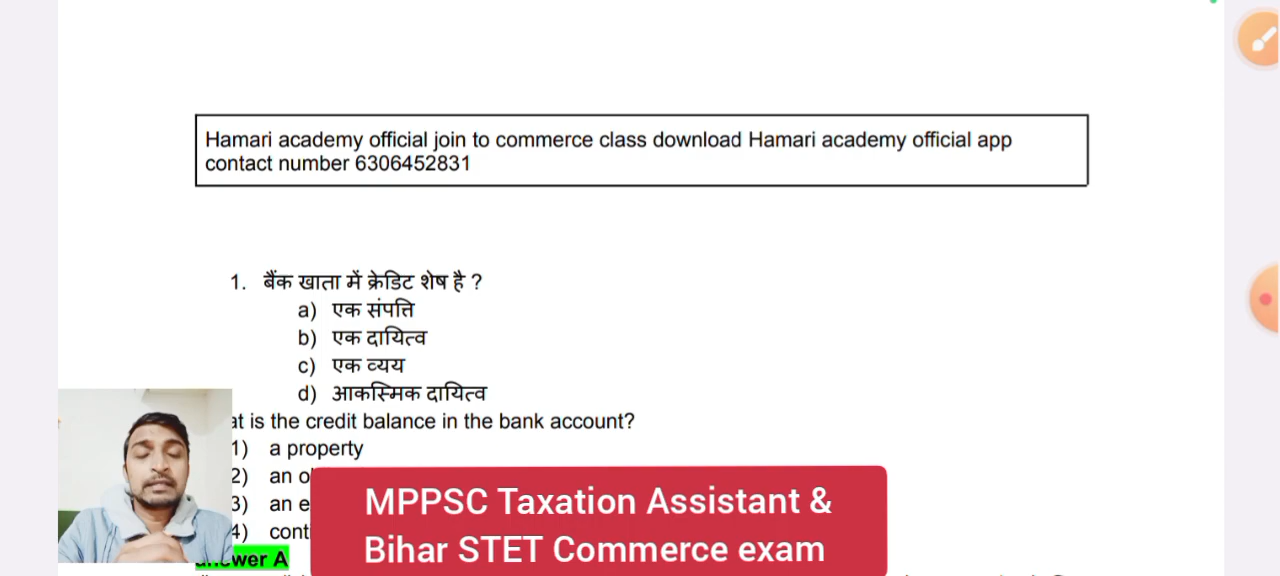 Hamari academy official join to commerce class download Hamari academy official app
contact number 6306452831
1. बैंक खाता में क्रेडिट शेष है ?
a) एक संपत्ति
b) एक दायित्व
c) एक व्यय
d) आकस्मिक दायित्व
at is the credit balance in the bank account?
1) a property
2) an o
3) an e
4) cont
wer A
MPPSC Taxation Assistant &
Bihar STET Commerce exam